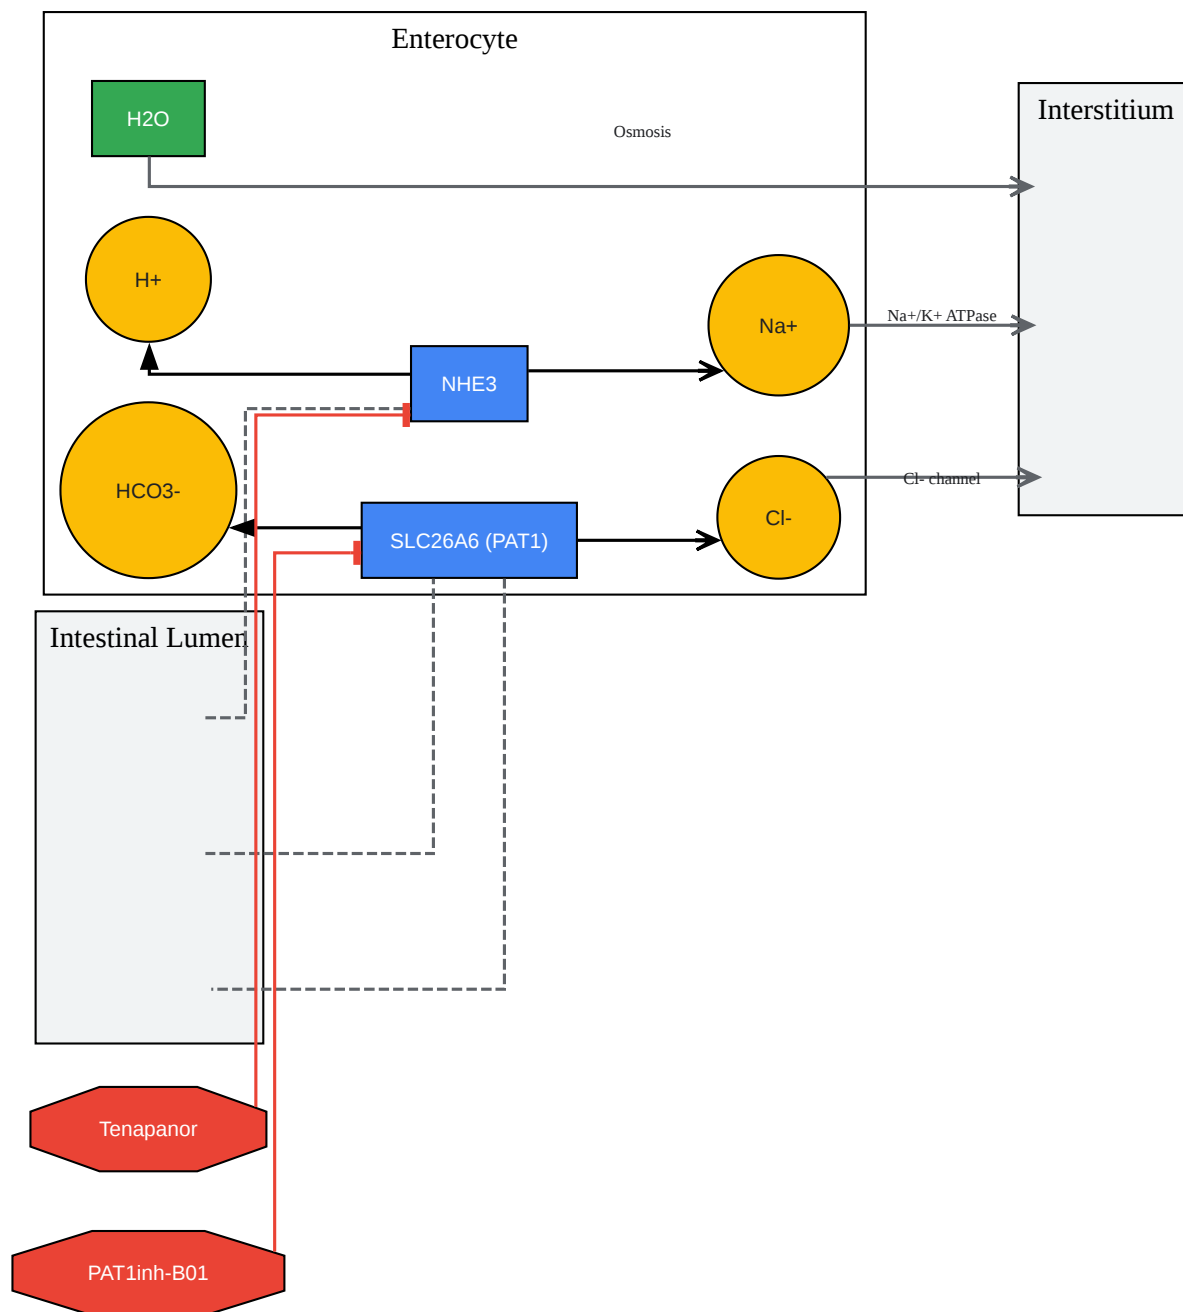 Enterocyte
H2O
Osmosis
Interstitium
H+
Na+
Na+/K+ ATPase
NHE3
HCO3-
SLC26A6 (PAT1)
Cl-
Cl- channel
Intestinal Lumen
Tenapanor
PAT1inh-B01